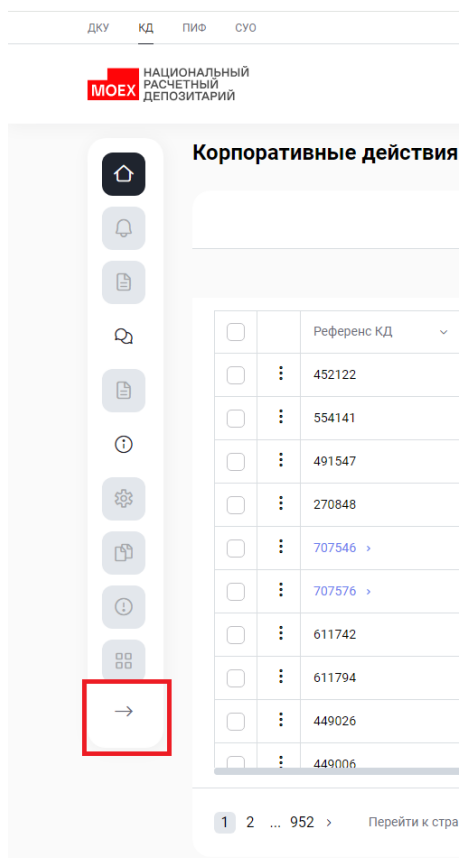 ДКУ КД ПИФ СУО
MOEX НАЦИОНАЛЬНЫЙ
РАСЧЕТНЫЙ
ДЕПОЗИТАРИЙ
Корпоративные действия
Референс КД
452122
554141
491547
270848
707546 >
707576 >
611742
611794
449026
449006
1 2 ... 952 > Перейти к стра